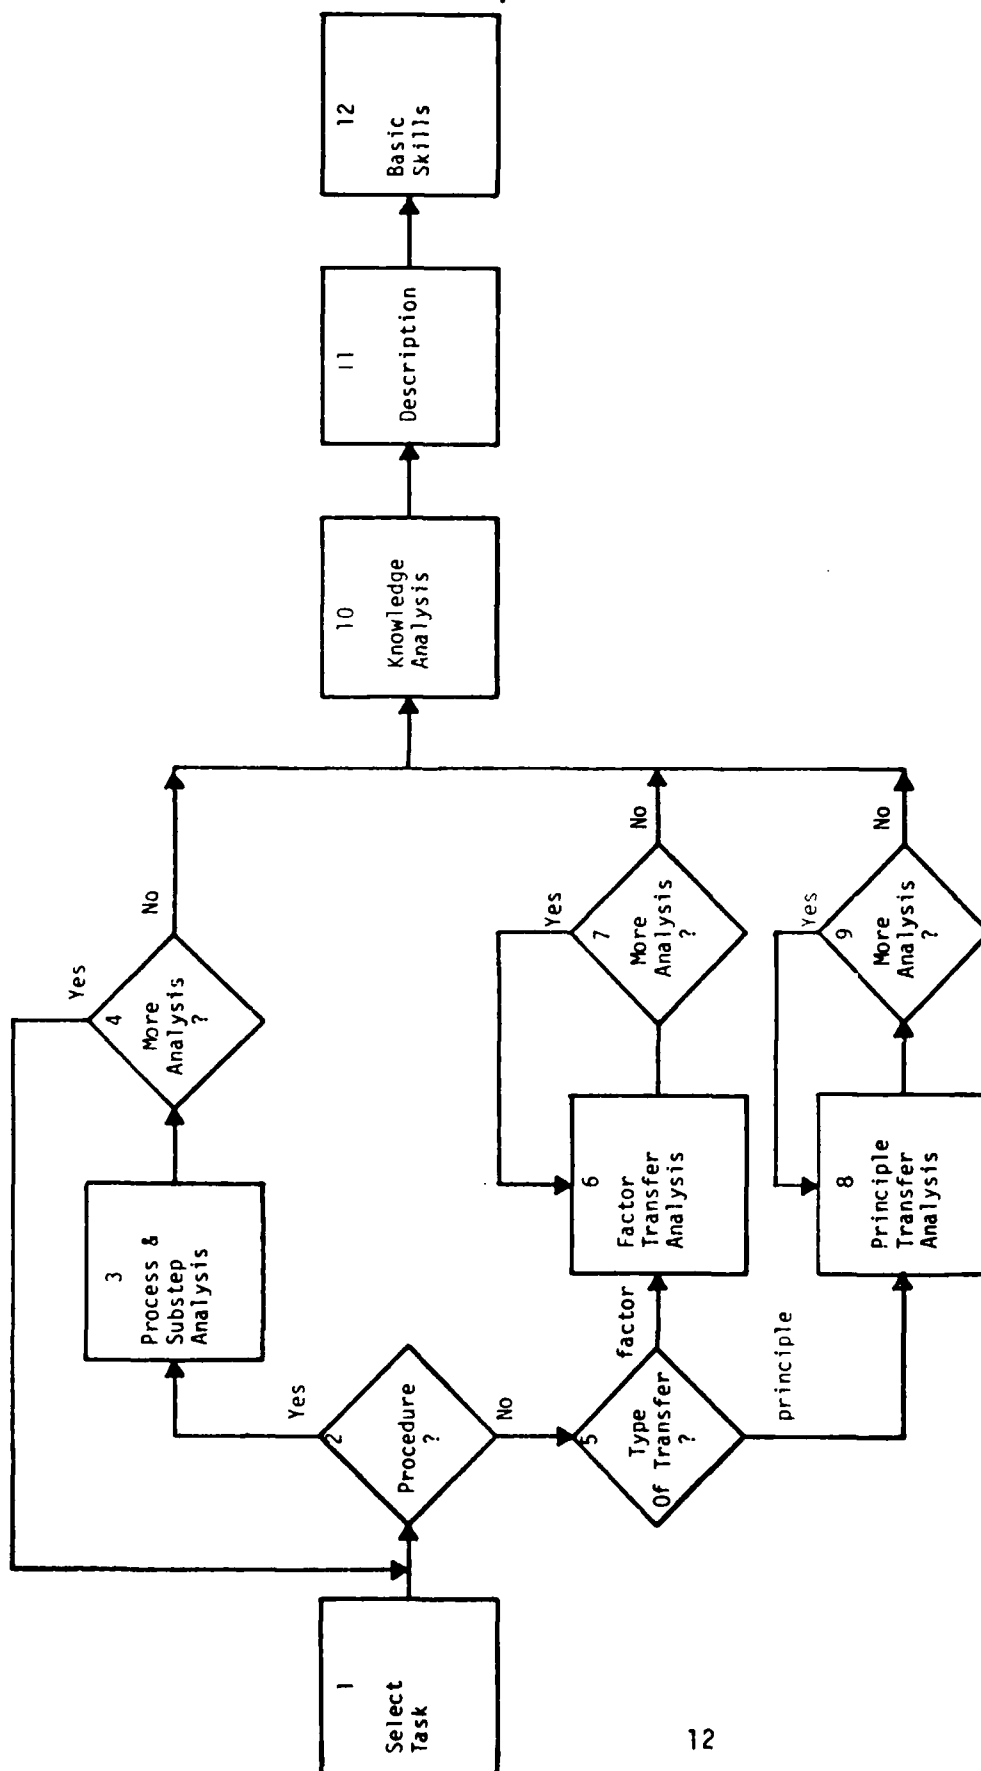 1
Select
Task
2
Procedure
?
Yes
No
3
Process &
Substep
Analysis
4
More
Analysis
?
Yes
No
5
Type
Of Transfer
?
factor
principle
6
Factor
Transfer
Analysis
7
More
Analysis
?
Yes
No
8
Principle
Transfer
Analysis
9
More
Analysis
?
Yes
No
10
Knowledge
Analysis
11
Description
12
Basic
Skills
12